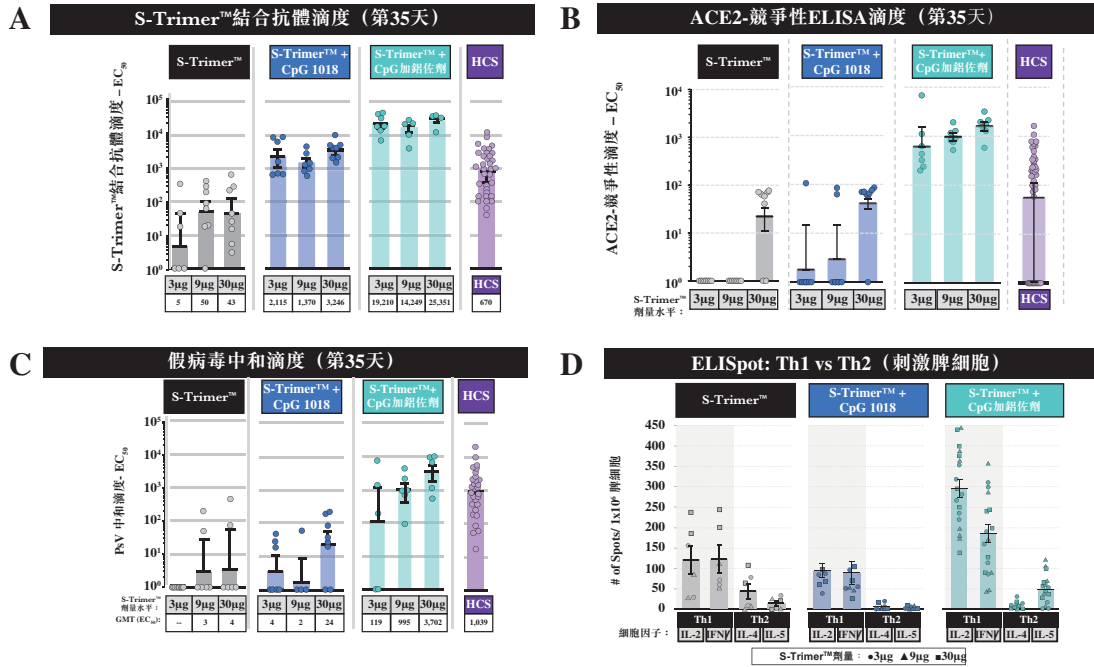 A
S-Trimer™結合抗體滴度（第35天）
S-Trimer™
S-Trimer™ +
CpG 1018
S-Trimer™ +
CpG加鋁佐劑
HCS
S-Trimer™結合抗體滴度 – EC50
10⁵
10⁴
10³
10²
10¹
10⁰
3µg 9µg 30µg 3µg 9µg 30µg 3µg 9µg 30µg HCS
5 50 43 2,115 1,370 3,246 19,210 14,249 25,351 670
B
ACE2-競爭性ELISA滴度（第35天）
S-Trimer™
S-Trimer™ +
CpG 1018
S-Trimer™ +
CpG加鋁佐劑
HCS
ACE2-競爭性滴度 – EC50
10⁴
10³
10²
10¹
10⁰
S-Trimer™
劑量水平：
3µg 9µg 30µg 3µg 9µg 30µg 3µg 9µg 30µg HCS
C
假病毒中和滴度（第35天）
S-Trimer™
S-Trimer™ +
CpG 1018
S-Trimer™+
CpG加鋁佐劑
HCS
PsV 中和滴度- EC50
10⁵
10⁴
10³
10²
10¹
10⁰
S-Trimer™
劑量水平：
3µg 9µg 30µg 3µg 9µg 30µg 3µg 9µg 30µg HCS
GMT (EC50)： -- 3 4 4 2 24 119 995 3,702 1,039
D
ELISpot: Th1 vs Th2（刺激脾細胞）
S-Trimer™
S-Trimer™ +
CpG 1018
S-Trimer™ +
CpG加鋁佐劑
# of Spots/ 1x10⁶ 脾細胞
450
400
350
300
250
200
150
100
50
0
Th1 Th2 Th1 Th2 Th1 Th2
細胞因子： IL-2 IFNγ IL-4 IL-5 IL-2 IFNγ IL-4 IL-5 IL-2 IFNγ IL-4 IL-5
S-Trimer™劑量： ●3µg ▲9µg ■30µg